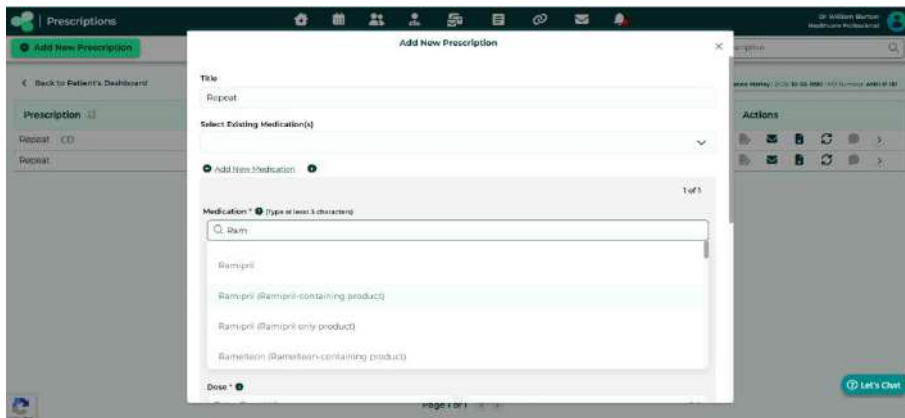 Prescriptions
Dr William Burton
Healthcare Professional
Add New Prescription
Add New Prescription
Back to Patient's Dashboard
Title
Repeat
Select Existing Medication(s)
Prescription
Actions
Repeat CD
Repeat
Add New Medication
1 of 1
Medication * (Type at least 3 characters)
Ram
Ramipril
Ramipril (Ramipril-containing product)
Ramipril (Ramipril only product)
Ramelteon (Ramelteon-containing product)
Dose *
Let's Chat
Page 1 of 1